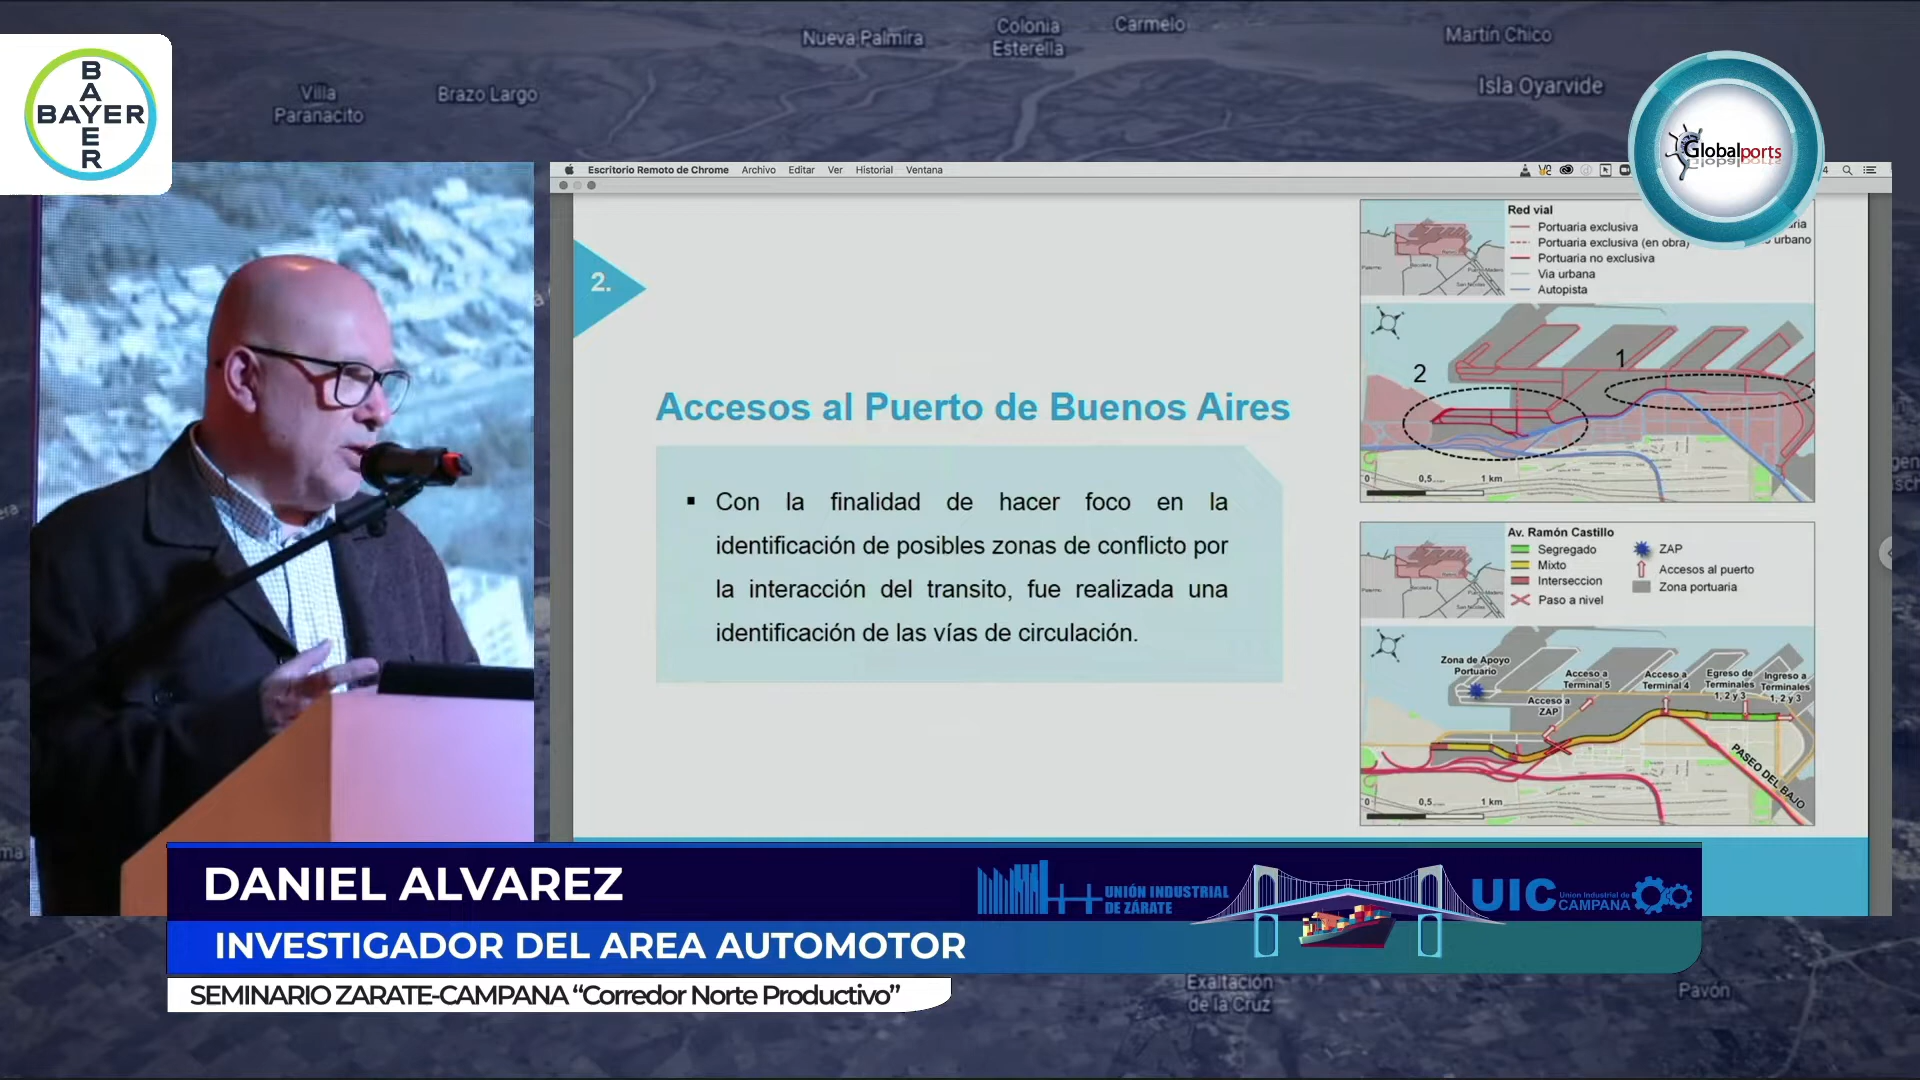 Nueva Palmira
Colonia
Esterella
Carmelo
Martín Chico
Villa
Paranacito
Brazo Largo
Isla Oyarvide
BAYER
BAYER
Globalports
Escritorio Remoto de Chrome Archivo Editar Ver Historial Ventana
2.
Accesos al Puerto de Buenos Aires
▪ Con la finalidad de hacer foco en la
identificación de posibles zonas de conflicto por
la interacción del transito, fue realizada una
identificación de las vías de circulación.
Red vial
Portuaria exclusiva
Portuaria exclusiva (en obra)
Portuaria no exclusiva
Via urbana
Autopista
urbano
1
2
0 0,5 1 km
Av. Ramón Castillo
Segregado
Mixto
Interseccion
Paso a nivel
ZAP
Accesos al puerto
Zona portuaria
Zona de Apoyo
Portuario
Acceso a
ZAP
Acceso a
Terminal 5
Acceso a
Terminal 4
Egreso de
Terminales
1, 2 y 3
Ingreso a
Terminales
1, 2 y 3
PASEO DEL BAJO
0 0,5 1 km
DANIEL ALVAREZ
UNIÓN INDUSTRIAL
DE ZÁRATE
UIC
Union Industrial de
CAMPANA
INVESTIGADOR DEL AREA AUTOMOTOR
SEMINARIO ZARATE-CAMPANA “Corredor Norte Productivo”
Exaltación
de la Cruz
Pavón